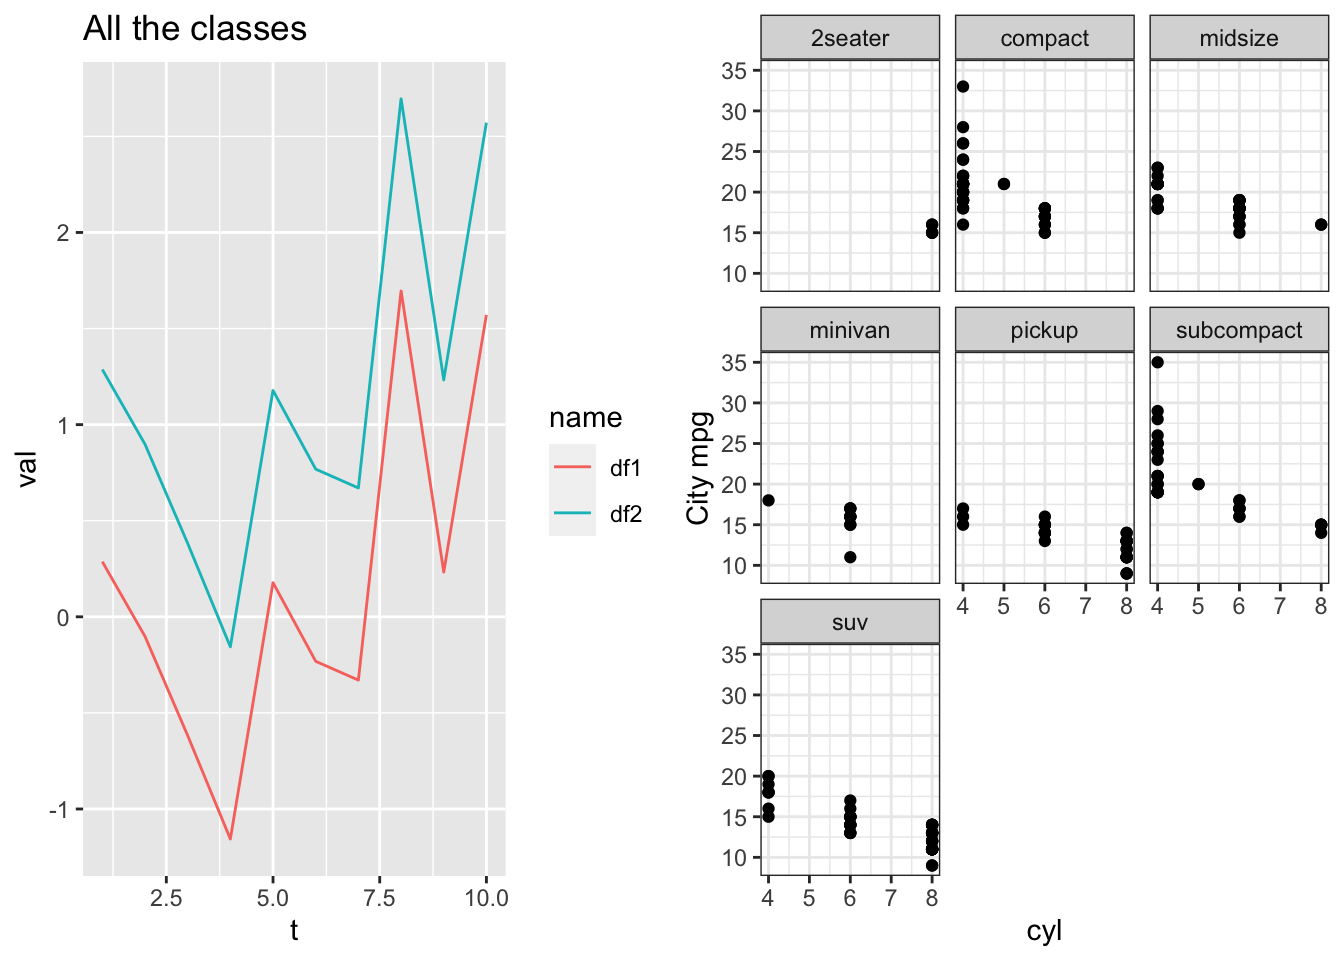 All the classes
val
2
1
0
-1
2.5 5.0 7.5 10.0
t
name
df1
df2
City mpg
2seater compact midsize
35
30
25
20
15
10
minivan pickup subcompact
35
30
25
20
15
10
4 5 6 7 8 4 5 6 7 8
suv
35
30
25
20
15
10
4 5 6 7 8
cyl